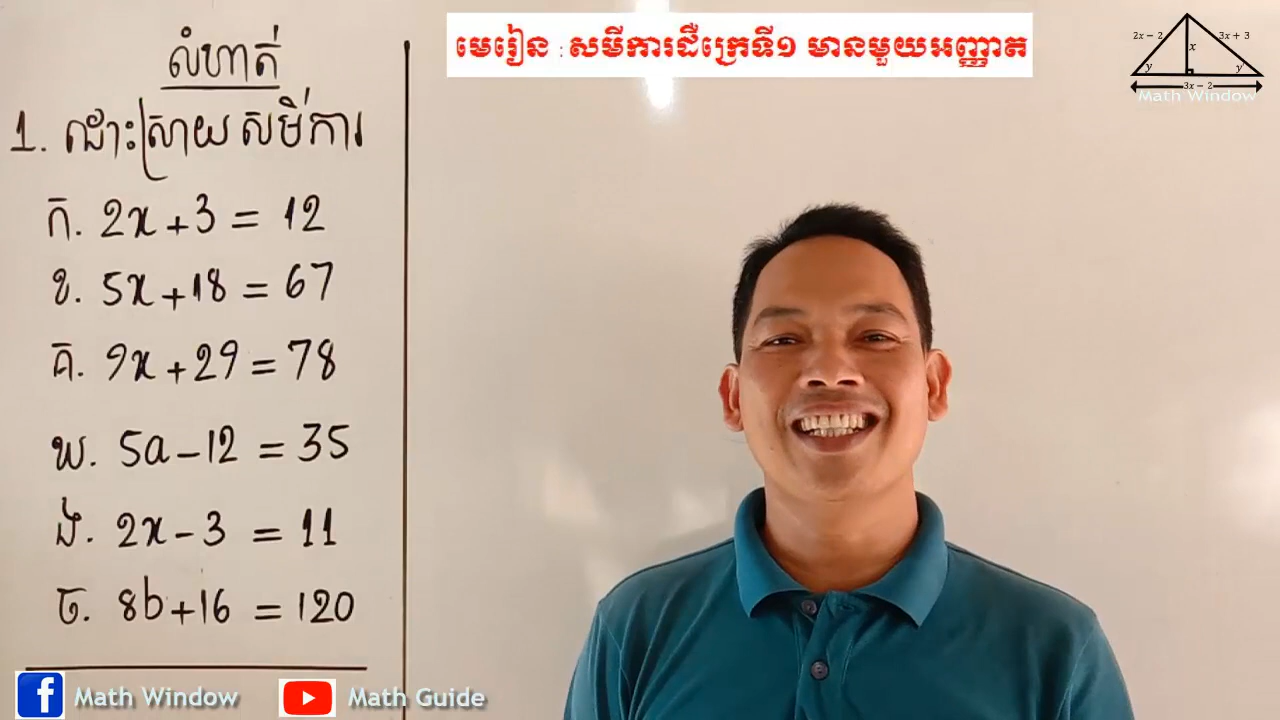 មេរៀន : សមីការដឺក្រេទី១ មានមួយអញ្ញាត
លំហាត់
1. ដោះស្រាយសមីការ
ក. 2x + 3 = 12
ខ. 5x + 18 = 67
គ. 9x + 29 = 78
ឃ. 5a - 12 = 35
ង. 2x - 3 = 11
ច. 8b + 16 = 120
2x - 2
x
3x + 3
y
y
3x - 2
Math Window
Math Window
Math Guide